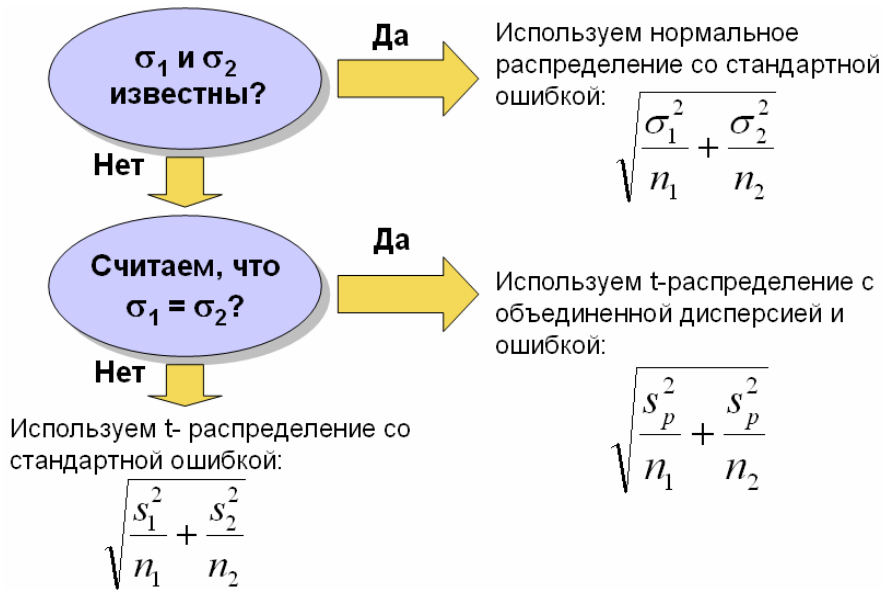 σ₁ и σ₂
известны?
Да
Используем нормальное
распределение со стандартной
ошибкой:
√(σ₁²/n₁ + σ₂²/n₂)
Нет
Считаем, что
σ₁ = σ₂?
Да
Используем t-распределение с
объединенной дисперсией и
ошибкой:
√(sₚ²/n₁ + sₚ²/n₂)
Нет
Используем t- распределение со
стандартной ошибкой:
√(s₁²/n₁ + s₂²/n₂)